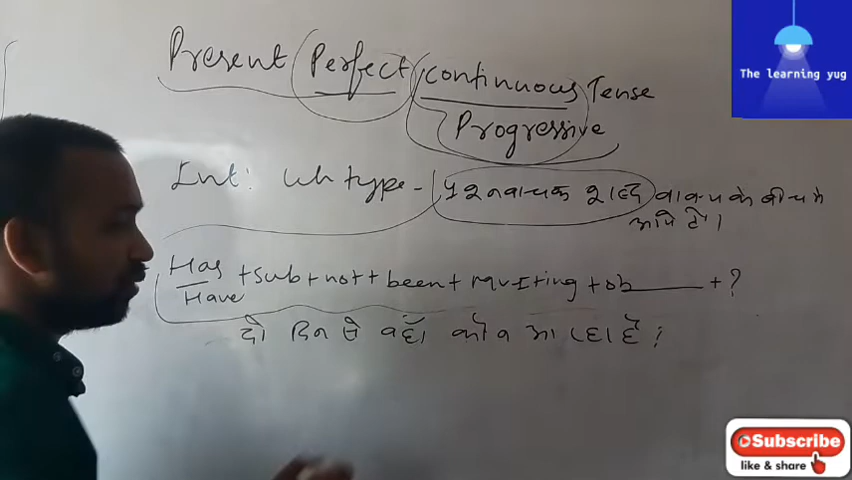 Present Perfect continuous Tense
Progressive
Int: Wh type - प्रश्नवाचक शब्द वाक्य के बीच मे
आते हैं।
Has
Have
+ sub + not + been + +ing + ob ______ + ?
दो दिन से वहाँ कौन आ रहा है ?
The learning yug
Subscribe
like & share